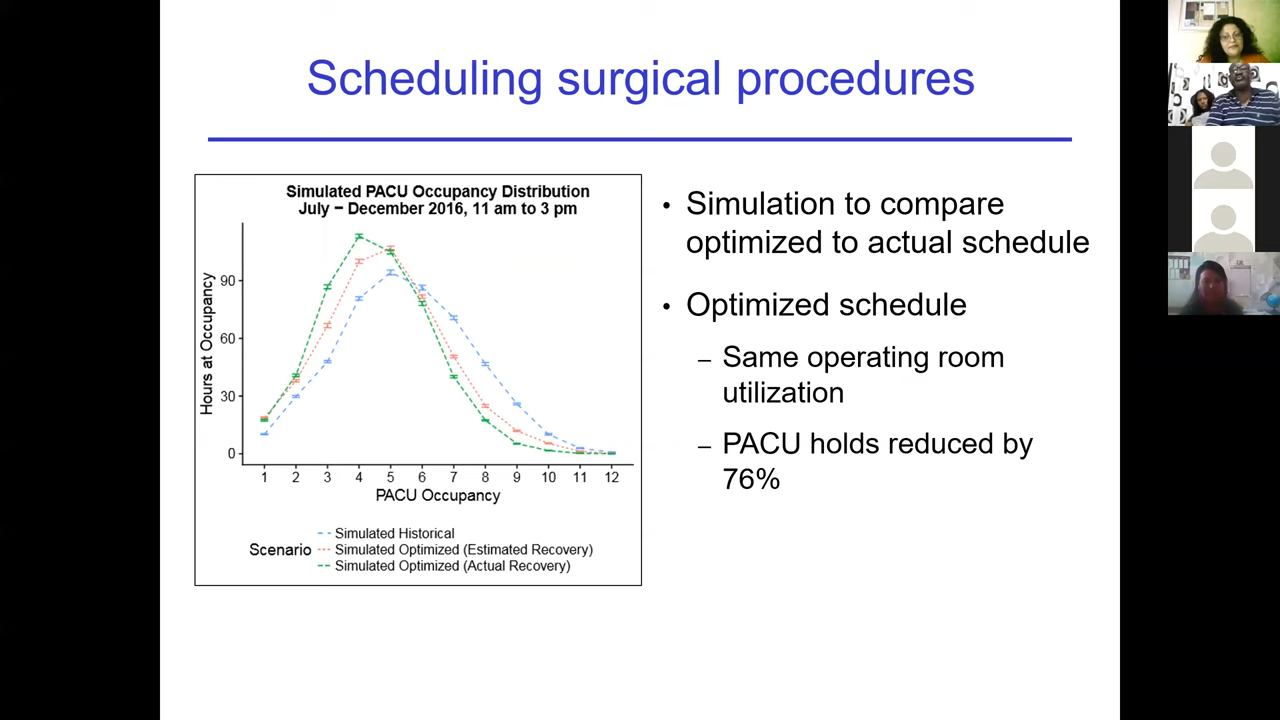 Scheduling surgical procedures
Simulated PACU Occupancy Distribution
July − December 2016, 11 am to 3 pm
Hours at Occupancy
90
60
30
0
1 2 3 4 5 6 7 8 9 10 11 12
PACU Occupancy
Scenario
Simulated Historical
Simulated Optimized (Estimated Recovery)
Simulated Optimized (Actual Recovery)
• Simulation to compare
optimized to actual schedule
• Optimized schedule
– Same operating room
utilization
– PACU holds reduced by
76%